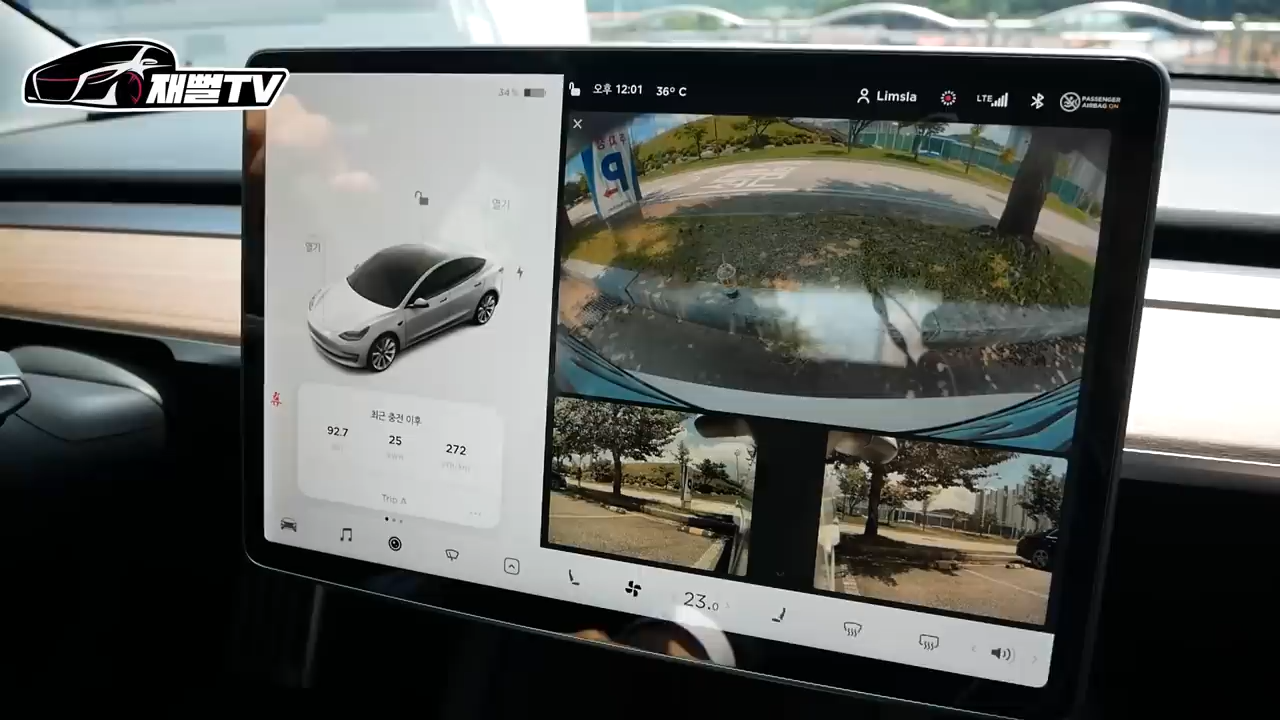 재뻘TV
34 %
오후 12:01 36° C
Limsla
LTE
PASSENGER
AIRBAG ON
P
열기
열기
최근 충전 이후
92.7
25
272
Trip A
23.0